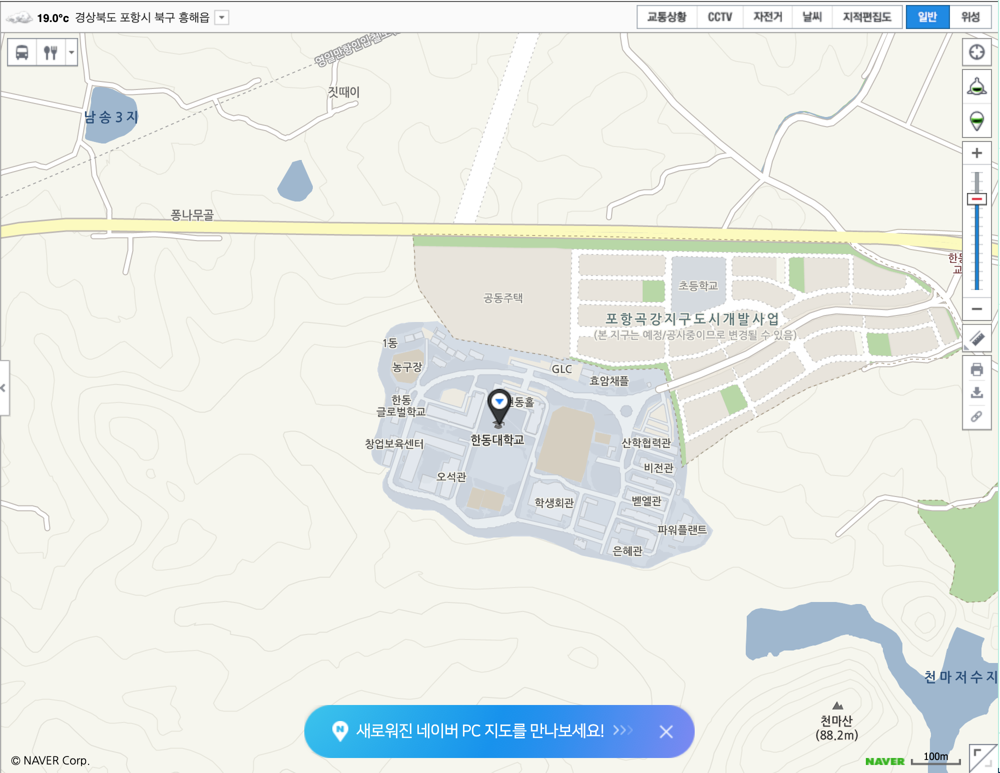 19.0°c 경상북도 포항시 북구 흥해읍
교통상황 CCTV 자전거 날씨 지적편집도 일반 위성
영일만항인입철도
짓때이
남송3지
퐁나무골
한동
교
초등학교
공동주택
포항곡강지구도시개발사업
(본 지구는 예정/공사중이므로 변경될 수 있음)
1동
농구장
GLC
효암채플
한동
글로벌학교
현동홀
한동대학교
창업보육센터
산학협력관
비전관
오석관
학생회관
벧엘관
파워플랜트
은혜관
천마저수지
천마산
(88.2m)
N 새로워진 네이버 PC 지도를 만나보세요!
© NAVER Corp.
NAVER
100m